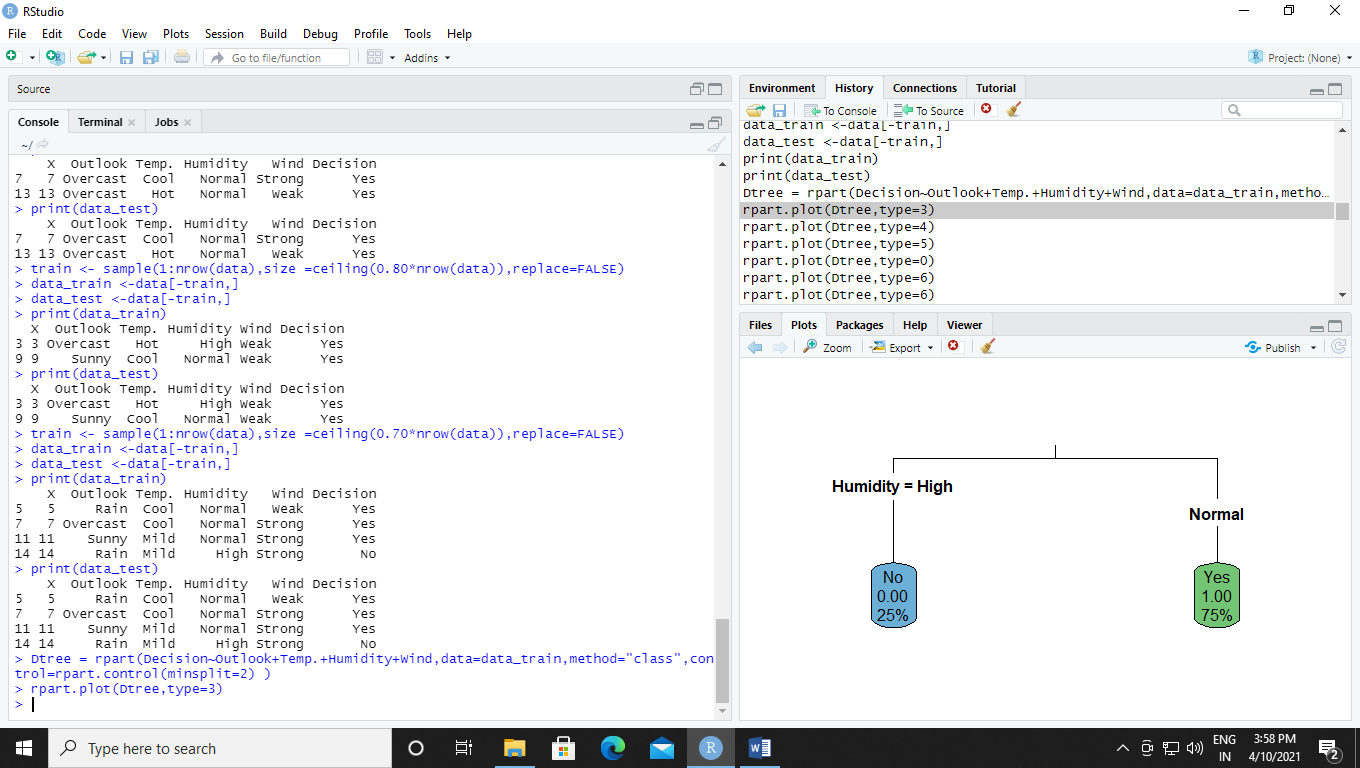 RStudio
File Edit Code View Plots Session Build Debug Profile Tools Help
Go to file/function Addins Project: (None)
Source
Console Terminal Jobs
~/
X Outlook Temp. Humidity Wind Decision
7 7 Overcast Cool Normal Strong Yes
13 13 Overcast Hot Normal Weak Yes
> print(data_test)
X Outlook Temp. Humidity Wind Decision
7 7 Overcast Cool Normal Strong Yes
13 13 Overcast Hot Normal Weak Yes
> train <- sample(1:nrow(data),size =ceiling(0.80*nrow(data)),replace=FALSE)
> data_train <-data[-train,]
> data_test <-data[-train,]
> print(data_train)
X Outlook Temp. Humidity Wind Decision
3 3 Overcast Hot High Weak Yes
9 9 Sunny Cool Normal Weak Yes
> print(data_test)
X Outlook Temp. Humidity Wind Decision
3 3 Overcast Hot High Weak Yes
9 9 Sunny Cool Normal Weak Yes
> train <- sample(1:nrow(data),size =ceiling(0.70*nrow(data)),replace=FALSE)
> data_train <-data[-train,]
> data_test <-data[-train,]
> print(data_train)
X Outlook Temp. Humidity Wind Decision
5 5 Rain Cool Normal Weak Yes
7 7 Overcast Cool Normal Strong Yes
11 11 Sunny Mild Normal Strong Yes
14 14 Rain Mild High Strong No
> print(data_test)
X Outlook Temp. Humidity Wind Decision
5 5 Rain Cool Normal Weak Yes
7 7 Overcast Cool Normal Strong Yes
11 11 Sunny Mild Normal Strong Yes
14 14 Rain Mild High Strong No
> Dtree = rpart(Decision~Outlook+Temp.+Humidity+Wind,data=data_train,method="class",con
trol=rpart.control(minsplit=2) )
> rpart.plot(Dtree,type=3)
>
Environment History Connections Tutorial
To Console To Source
data_train <-data[-train,]
data_test <-data[-train,]
print(data_train)
print(data_test)
Dtree = rpart(Decision~Outlook+Temp.+Humidity+Wind,data=data_train,metho…
rpart.plot(Dtree,type=3)
rpart.plot(Dtree,type=4)
rpart.plot(Dtree,type=5)
rpart.plot(Dtree,type=0)
rpart.plot(Dtree,type=6)
rpart.plot(Dtree,type=6)
Files Plots Packages Help Viewer
Zoom Export Publish
Humidity = High
Normal
No
0.00
25%
Yes
1.00
75%
Type here to search
ENG
IN
3:58 PM
4/10/2021
2